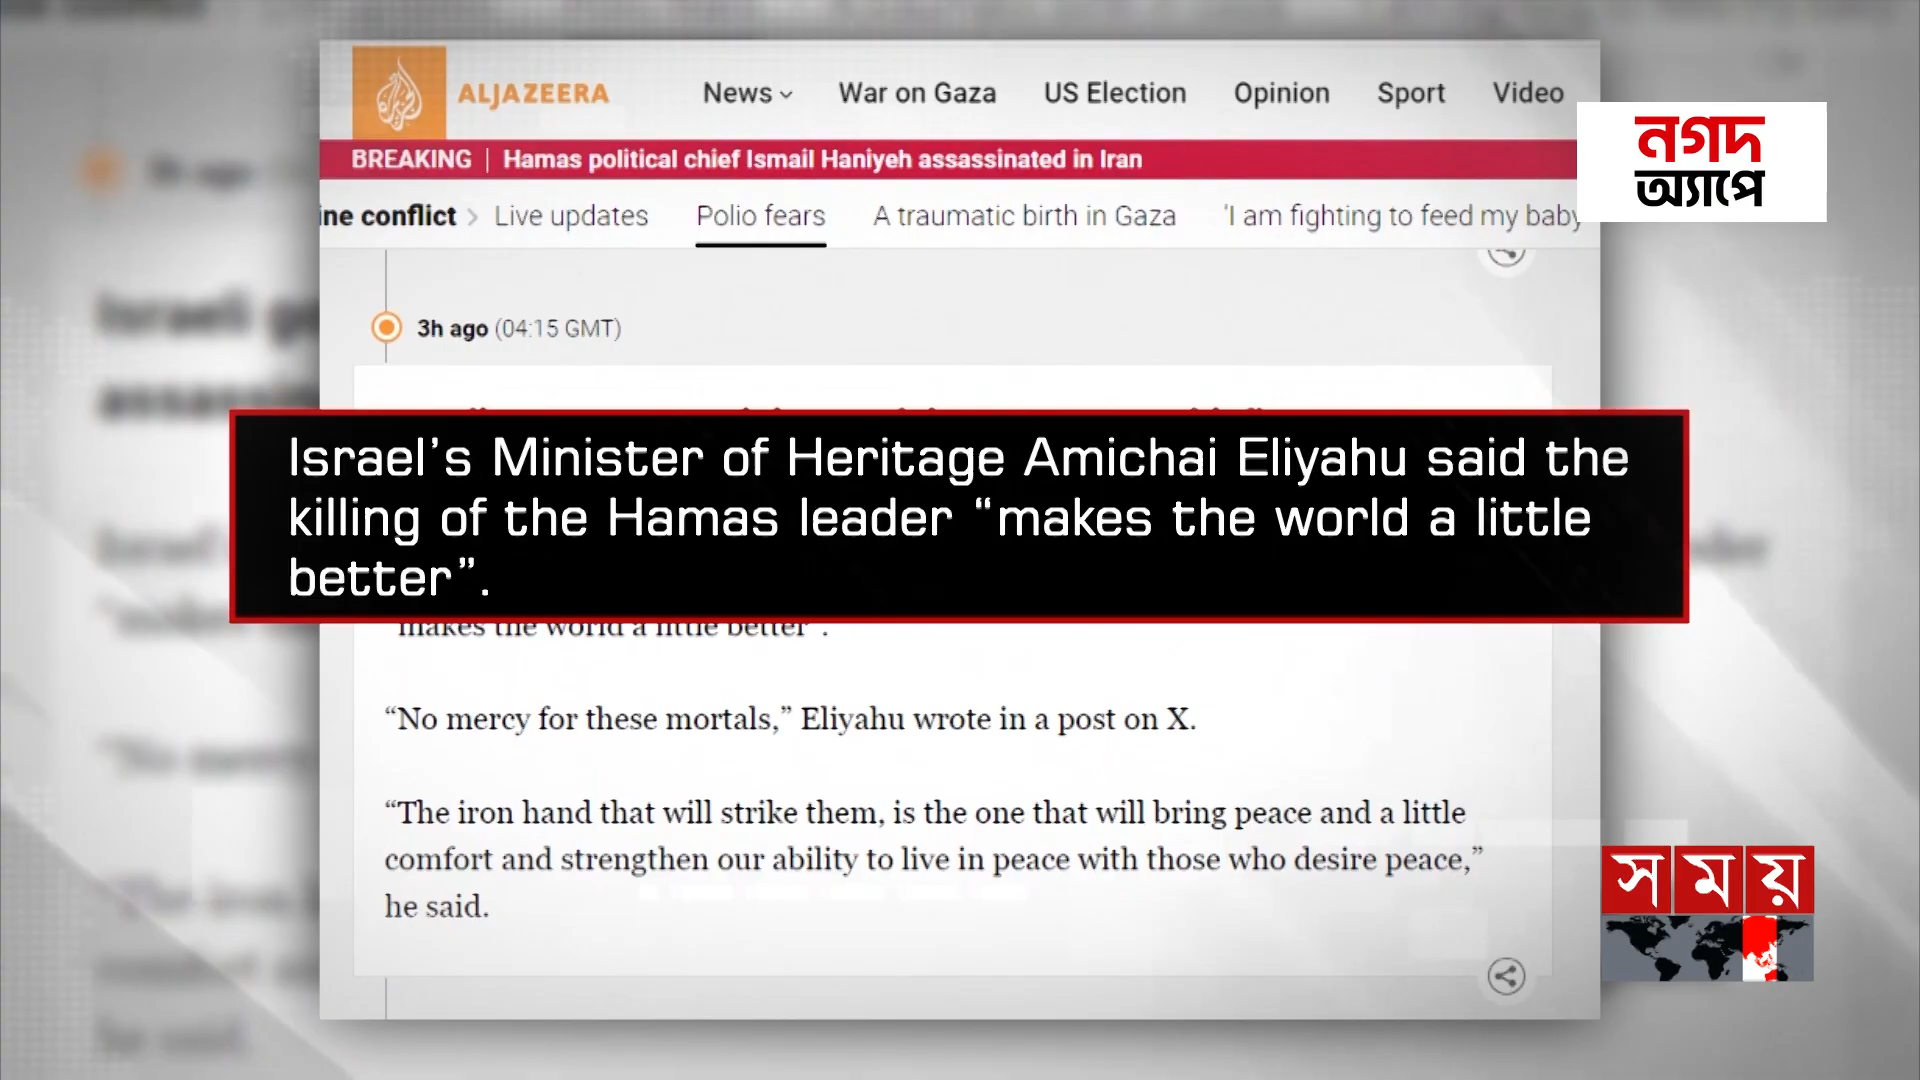 ALJAZEERA
News
War on Gaza
US Election
Opinion
Sport
Video
নগদ
অ্যাপে
BREAKING | Hamas political chief Ismail Haniyeh assassinated in Iran
ine conflict
Live updates
Polio fears
A traumatic birth in Gaza
'I am fighting to feed my baby
3h ago (04:15 GMT)
Israel’s Minister of Heritage Amichai Eliyahu said the
killing of the Hamas leader “makes the world a little
better”.
makes the world a little better”.
“No mercy for these mortals,” Eliyahu wrote in a post on X.
“The iron hand that will strike them, is the one that will bring peace and a little
comfort and strengthen our ability to live in peace with those who desire peace,”
he said.
সময়